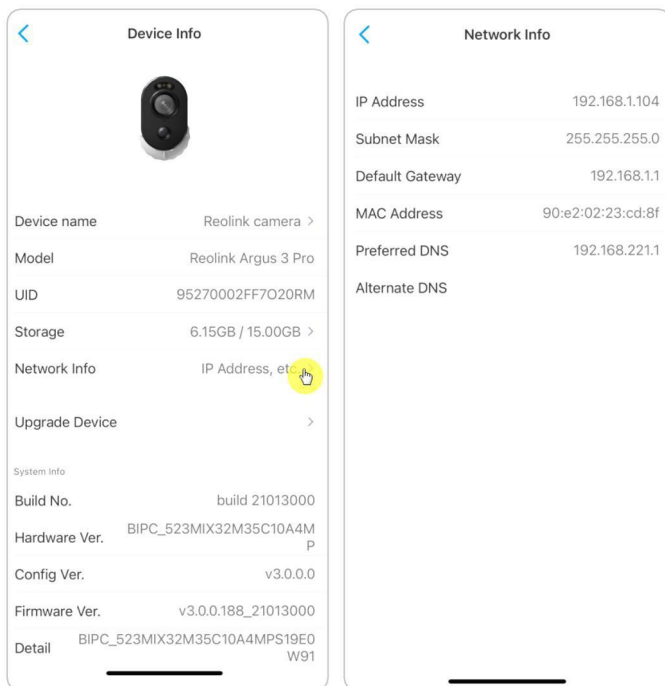 Device Info
Device name Reolink camera >
Model Reolink Argus 3 Pro
UID 95270002FF7O20RM
Storage 6.15GB / 15.00GB >
Network Info IP Address, etc.
Upgrade Device >
System Info
Build No. build 21013000
Hardware Ver. BIPC_523MIX32M35C10A4M
P
Config Ver. v3.0.0.0
Firmware Ver. v3.0.0.188_21013000
Detail BIPC_523MIX32M35C10A4MPS19E0
W91
Network Info
IP Address 192.168.1.104
Subnet Mask 255.255.255.0
Default Gateway 192.168.1.1
MAC Address 90:e2:02:23:cd:8f
Preferred DNS 192.168.221.1
Alternate DNS